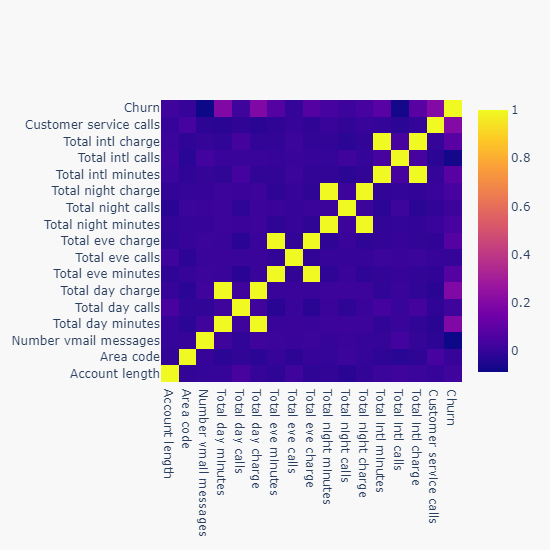 Churn
Customer service calls
Total intl charge
Total intl calls
Total intl minutes
Total night charge
Total night calls
Total night minutes
Total eve charge
Total eve calls
Total eve minutes
Total day charge
Total day calls
Total day minutes
Number vmail messages
Area code
Account length
Account length
Area code
Number vmail messages
Total day minutes
Total day calls
Total day charge
Total eve minutes
Total eve calls
Total eve charge
Total night minutes
Total night calls
Total night charge
Total intl minutes
Total intl calls
Total intl charge
Customer service calls
Churn
1
0.8
0.6
0.4
0.2
0